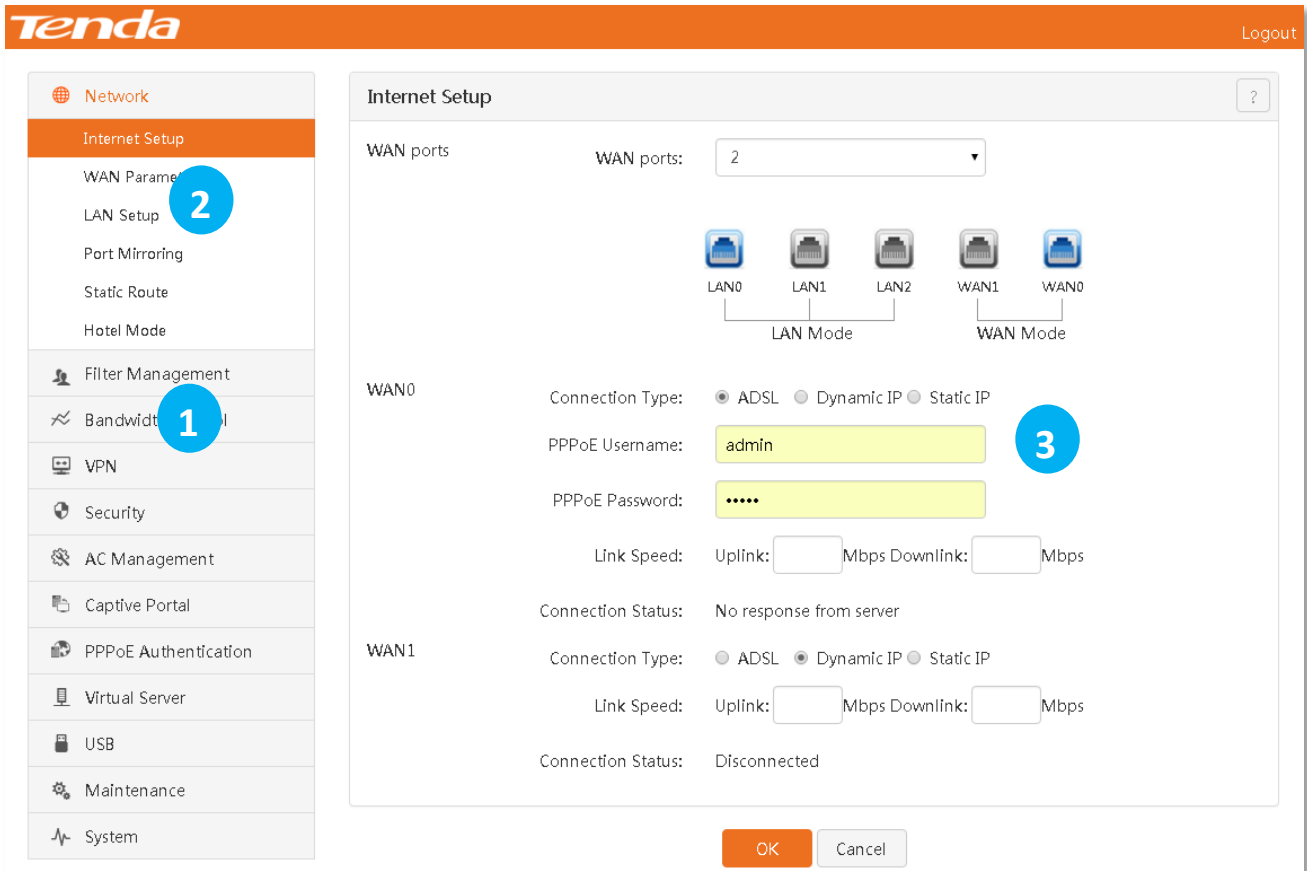 Tenda
Logout
Network
Internet Setup
WAN Paramet
2
LAN Setup
Port Mirroring
Static Route
Hotel Mode
Filter Management
Bandwidt 1 l
VPN
Security
AC Management
Captive Portal
PPPoE Authentication
Virtual Server
USB
Maintenance
System
Internet Setup ?
WAN ports WAN ports: 2
LAN0 LAN1 LAN2 WAN1 WAN0
LAN Mode WAN Mode
WAN0 Connection Type: ADSL Dynamic IP Static IP
PPPoE Username: admin 3
PPPoE Password: •••••
Link Speed: Uplink: Mbps Downlink: Mbps
Connection Status: No response from server
WAN1 Connection Type: ADSL Dynamic IP Static IP
Link Speed: Uplink: Mbps Downlink: Mbps
Connection Status: Disconnected
OK Cancel